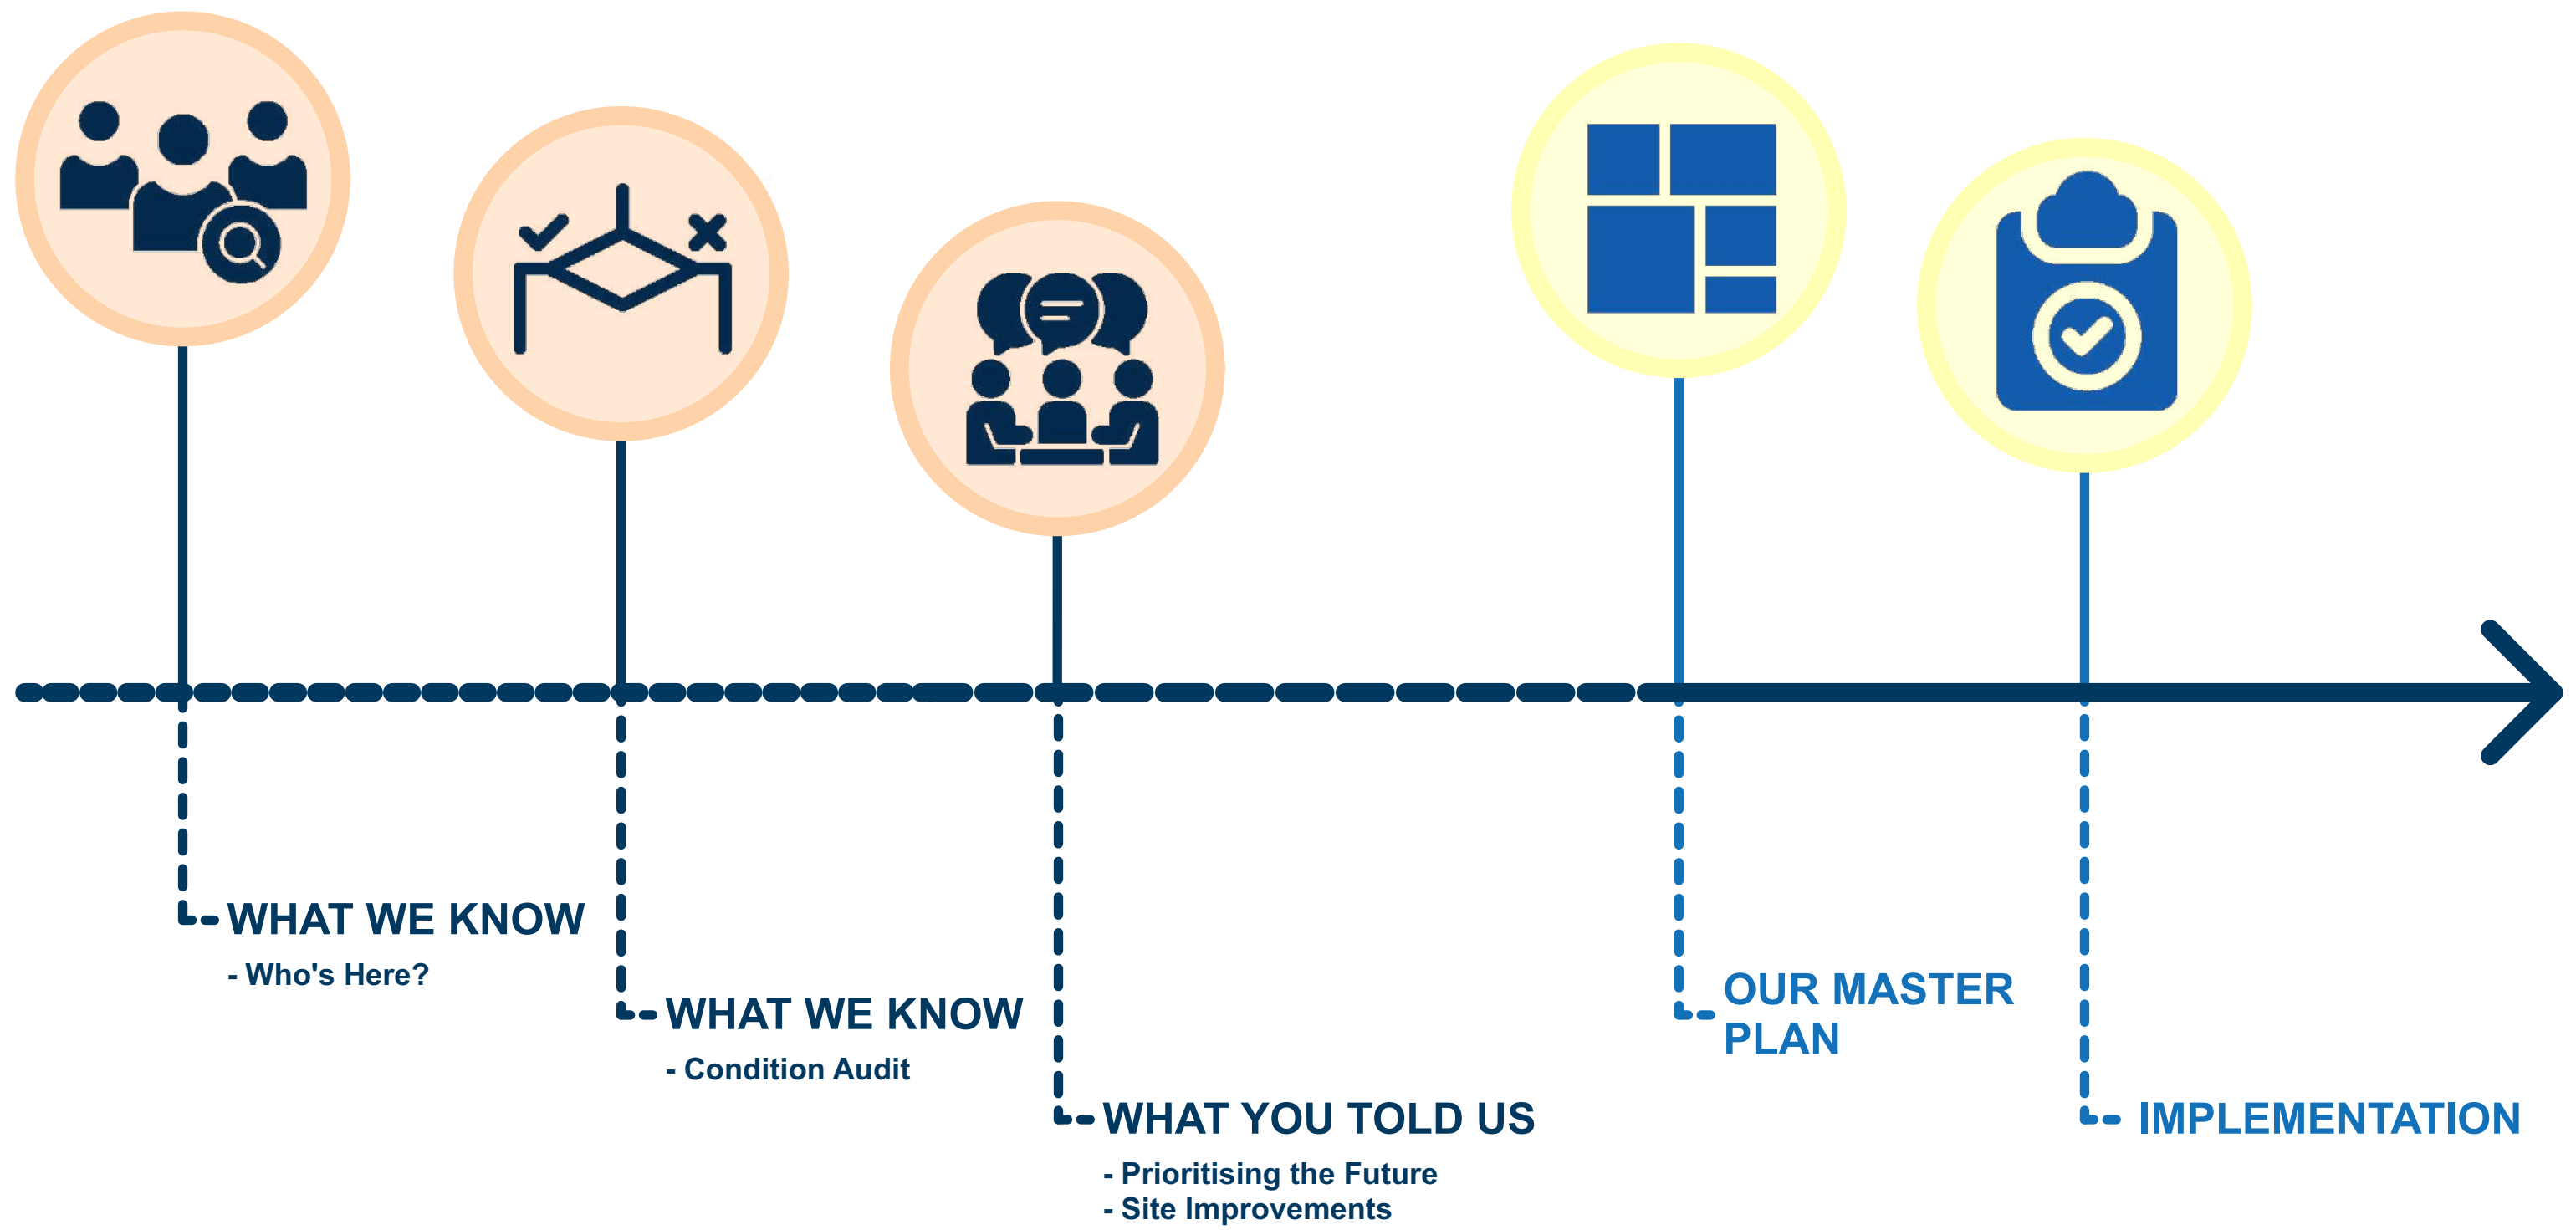 WHAT WE KNOW
- Who's Here?
WHAT WE KNOW
- Condition Audit
WHAT YOU TOLD US
- Prioritising the Future
- Site Improvements
OUR MASTER
PLAN
IMPLEMENTATION